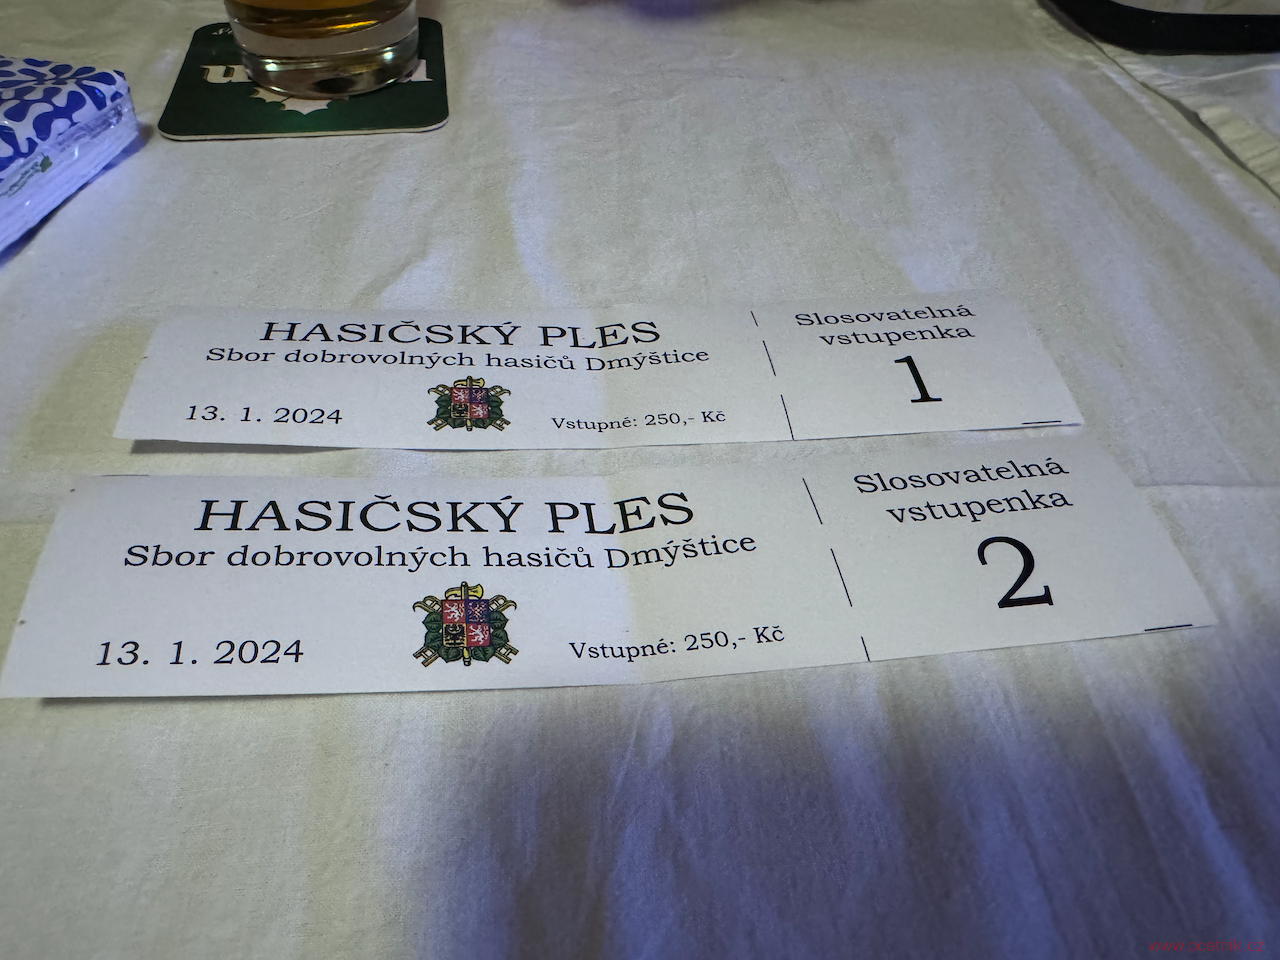 HASIČSKÝ PLES
Sbor dobrovolných hasičů Dmýštice
13. 1. 2024
Vstupné: 250,- Kč
Slosovatelná
vstupenka
1
HASIČSKÝ PLES
Sbor dobrovolných hasičů Dmýštice
13. 1. 2024
Vstupné: 250,- Kč
Slosovatelná
vstupenka
2